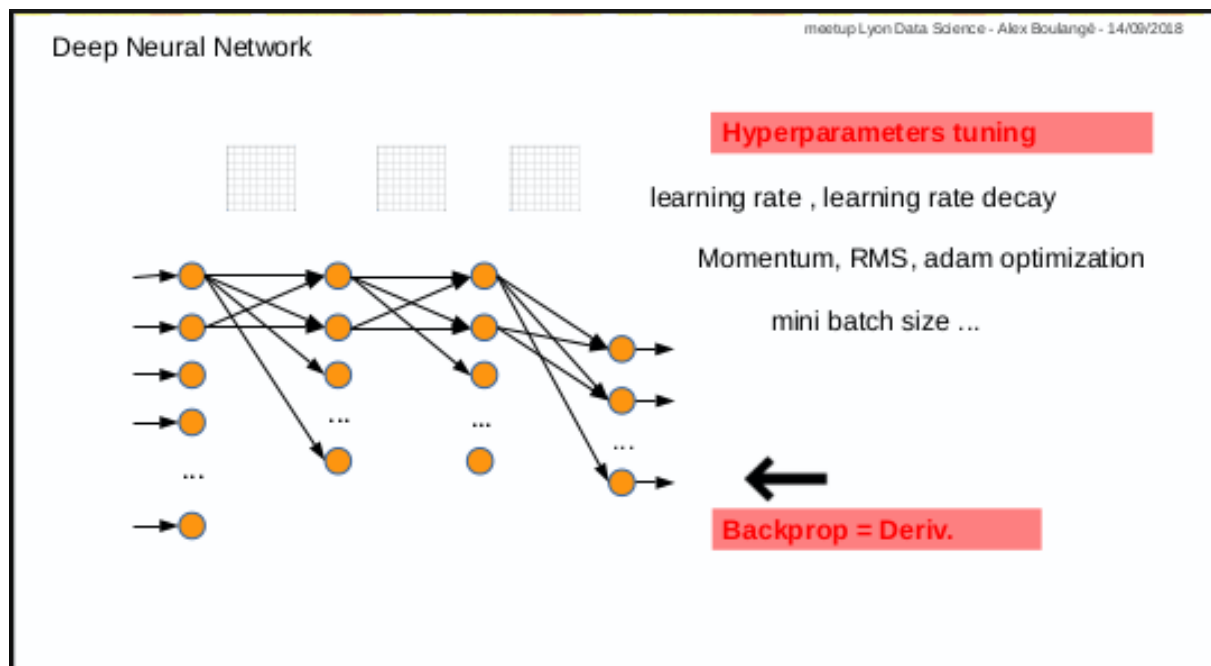 meetup Lyon Data Science - Alex Boulangé - 14/09/2018
Deep Neural Network
Hyperparameters tuning
learning rate , learning rate decay
Momentum, RMS, adam optimization
mini batch size ...
...
...
...
...
Backprop = Deriv.